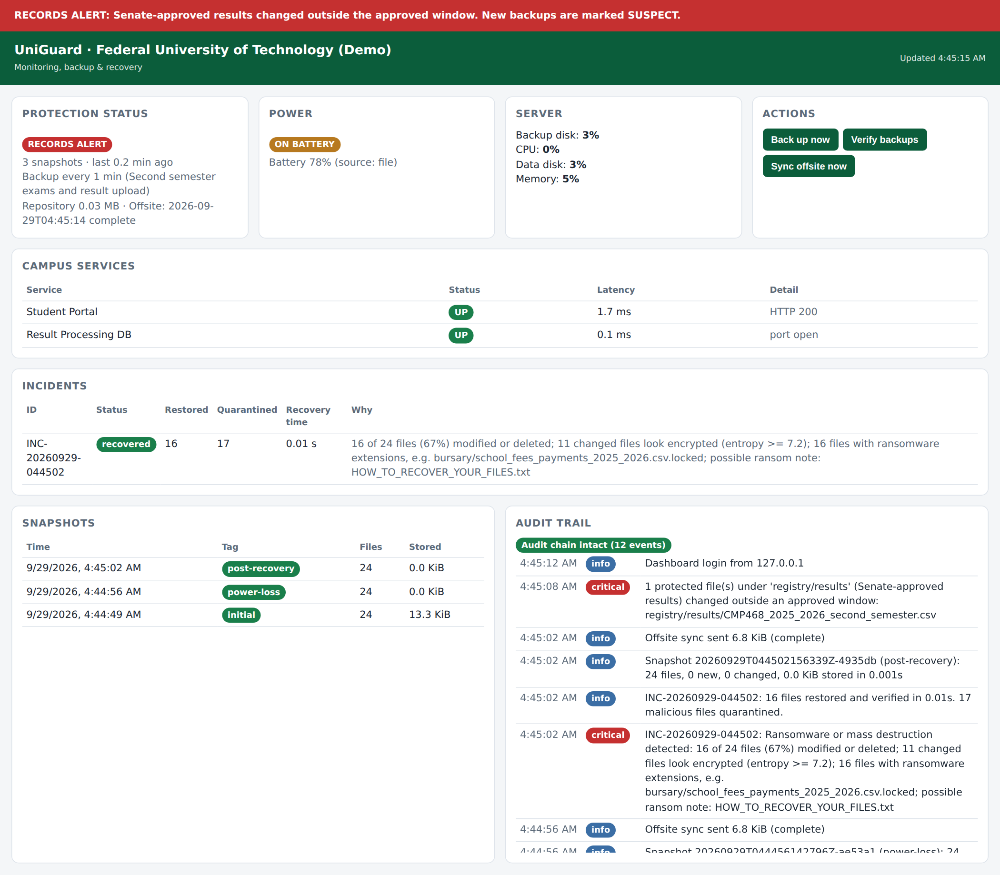 RECORDS ALERT: Senate-approved results changed outside the approved window. New backups are marked SUSPECT.
UniGuard · Federal University of Technology (Demo)
Monitoring, backup & recovery
Updated 4:45:15 AM
PROTECTION STATUS
RECORDS ALERT
3 snapshots · last 0.2 min ago
Backup every 1 min (Second semester
exams and result upload)
Repository 0.03 MB · Offsite: 2026-09-
29T04:45:14 complete
POWER
ON BATTERY
Battery 78% (source: file)
SERVER
Backup disk: 3%
CPU: 0%
Data disk: 3%
Memory: 5%
ACTIONS
Back up now
Verify backups
Sync offsite now
CAMPUS SERVICES
Service Status Latency Detail
Student Portal UP 1.7 ms HTTP 200
Result Processing DB UP 0.1 ms port open
INCIDENTS
ID Status Restored Quarantined Recovery time Why
INC-
20260929-
044502
recovered 16 17 0.01 s
16 of 24 files (67%) modified or deleted; 11 changed files look encrypted (entropy >= 7.2); 16 files with ransomware
extensions, e.g. bursary/school_fees_payments_2025_2026.csv.locked; possible ransom note:
HOW_TO_RECOVER_YOUR_FILES.txt
SNAPSHOTS
Time Tag Files Stored
9/29/2026, 4:45:02 AM post-recovery 24 0.0 KiB
9/29/2026, 4:44:56 AM power-loss 24 0.0 KiB
9/29/2026, 4:44:49 AM initial 24 13.3 KiB
AUDIT TRAIL
Audit chain intact (12 events)
4:45:12 AM info Dashboard login from 127.0.0.1
4:45:08 AM critical 1 protected file(s) under 'registry/results' (Senate-approved
results) changed outside an approved window:
registry/results/CMP468_2025_2026_second_semester.csv
4:45:02 AM info Offsite sync sent 6.8 KiB (complete)
4:45:02 AM info Snapshot 20260929T044502156339Z-4935db (post-recovery):
24 files, 0 new, 0 changed, 0.0 KiB stored in 0.001s
4:45:02 AM info INC-20260929-044502: 16 files restored and verified in 0.01s. 17
malicious files quarantined.
4:45:02 AM critical INC-20260929-044502: Ransomware or mass destruction
detected: 16 of 24 files (67%) modified or deleted; 11 changed
files look encrypted (entropy >= 7.2); 16 files with ransomware
extensions, e.g.
bursary/school_fees_payments_2025_2026.csv.locked; possible
ransom note: HOW_TO_RECOVER_YOUR_FILES.txt
4:44:56 AM info Offsite sync sent 6.8 KiB (complete)
4:44:56 AM info Snapshot 20260929T044456142796Z-ae53a1 (power-loss): 24